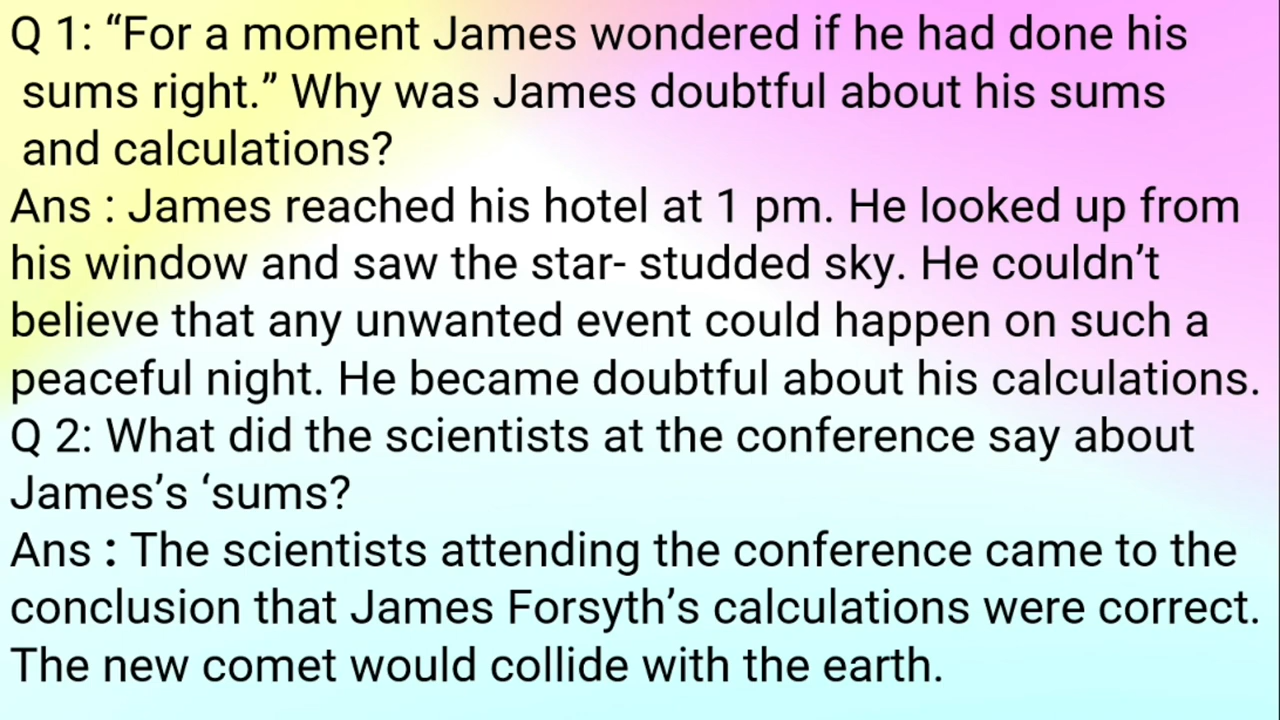 Q 1: “For a moment James wondered if he had done his
sums right.” Why was James doubtful about his sums
and calculations?
Ans : James reached his hotel at 1 pm. He looked up from
his window and saw the star- studded sky. He couldn’t
believe that any unwanted event could happen on such a
peaceful night. He became doubtful about his calculations.
Q 2: What did the scientists at the conference say about
James’s ‘sums?
Ans : The scientists attending the conference came to the
conclusion that James Forsyth’s calculations were correct.
The new comet would collide with the earth.